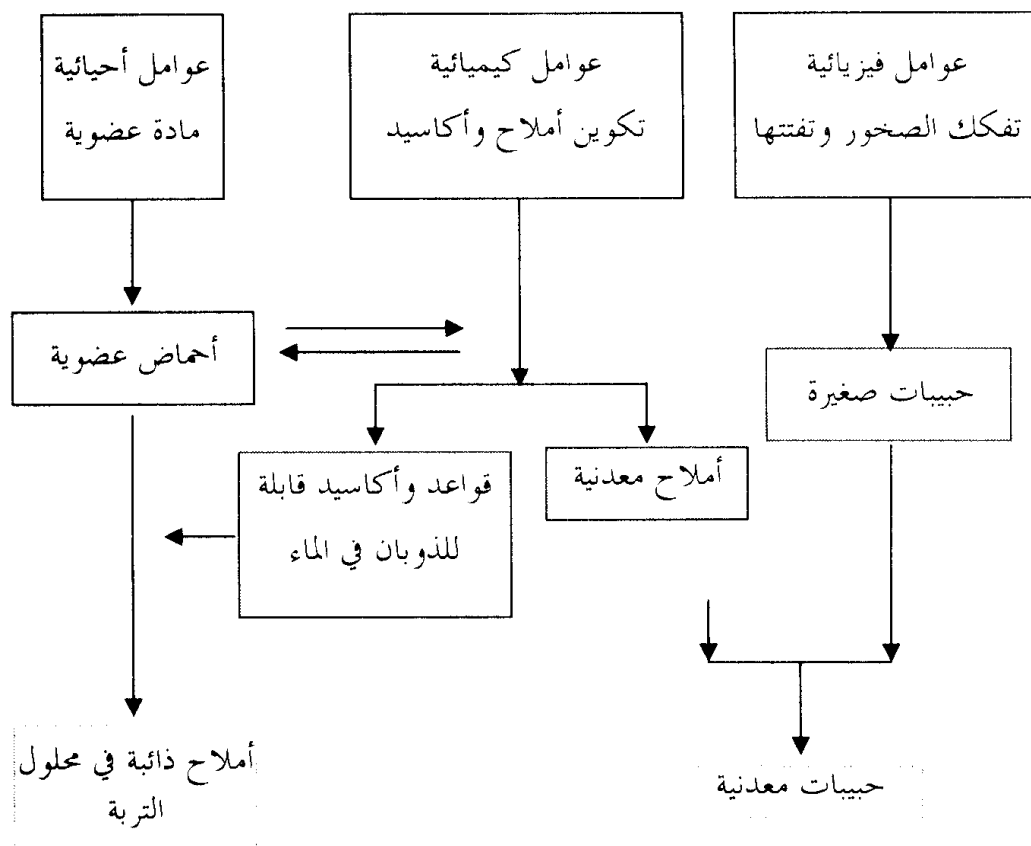 عوامل فيزيائية
تفكك الصخور وتفتتها
عوامل كيميائية
تكوين أملاح وأكاسيد
عوامل أحيائية
مادة عضوية
أحماض عضوية
حبيبات صغيرة
أملاح معدنية
قواعد وأكاسيد قابلة
للذوبان في الماء
حبيبات معدنية
أملاح ذائبة في محلول
التربة